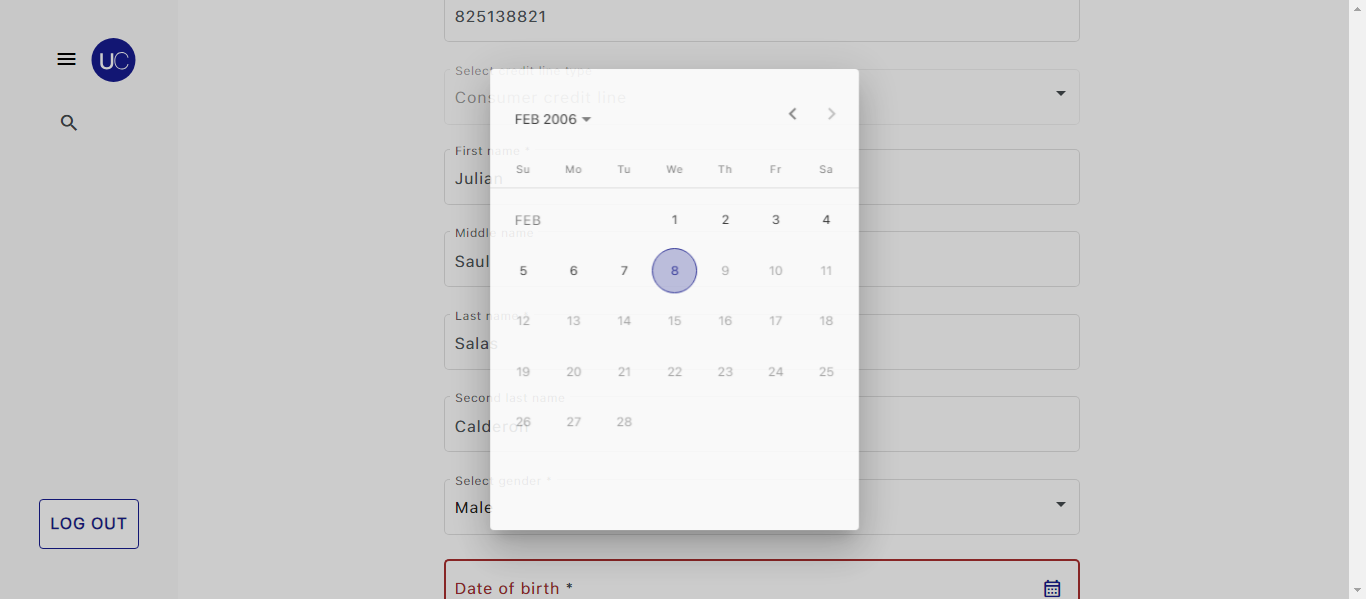 825138821
UC
Select credit line type
Consumer credit line
FEB 2006
First name *
Julian
Su Mo Tu We Th Fr Sa
FEB 1 2 3 4
Middle name
Saul
5 6 7 8 9 10 11
Last name *
12 13 14 15 16 17 18
Salas
19 20 21 22 23 24 25
Second last name
Calderon
26 27 28
Select gender *
Male
LOG OUT
Date of birth *